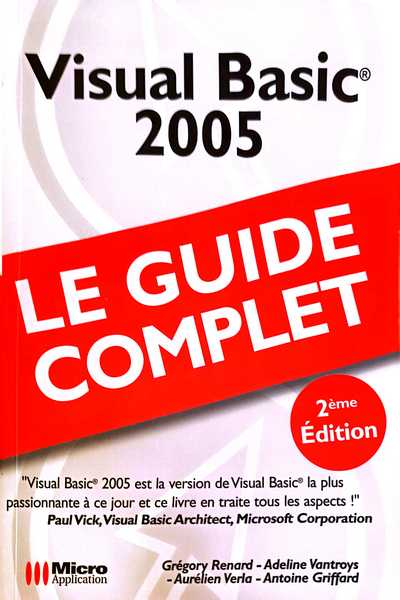 Visual Basic®
2005
LE GUIDE
COMPLET
2ème
Édition
"Visual Basic® 2005 est la version de Visual Basic® la plus
passionnante à ce jour et ce livre en traite tous les aspects !"
Paul Vick, Visual Basic Architect, Microsoft Corporation
Micro
Application
Grégory Renard - Adeline Vantroys
- Aurélien Verla - Antoine Griffard